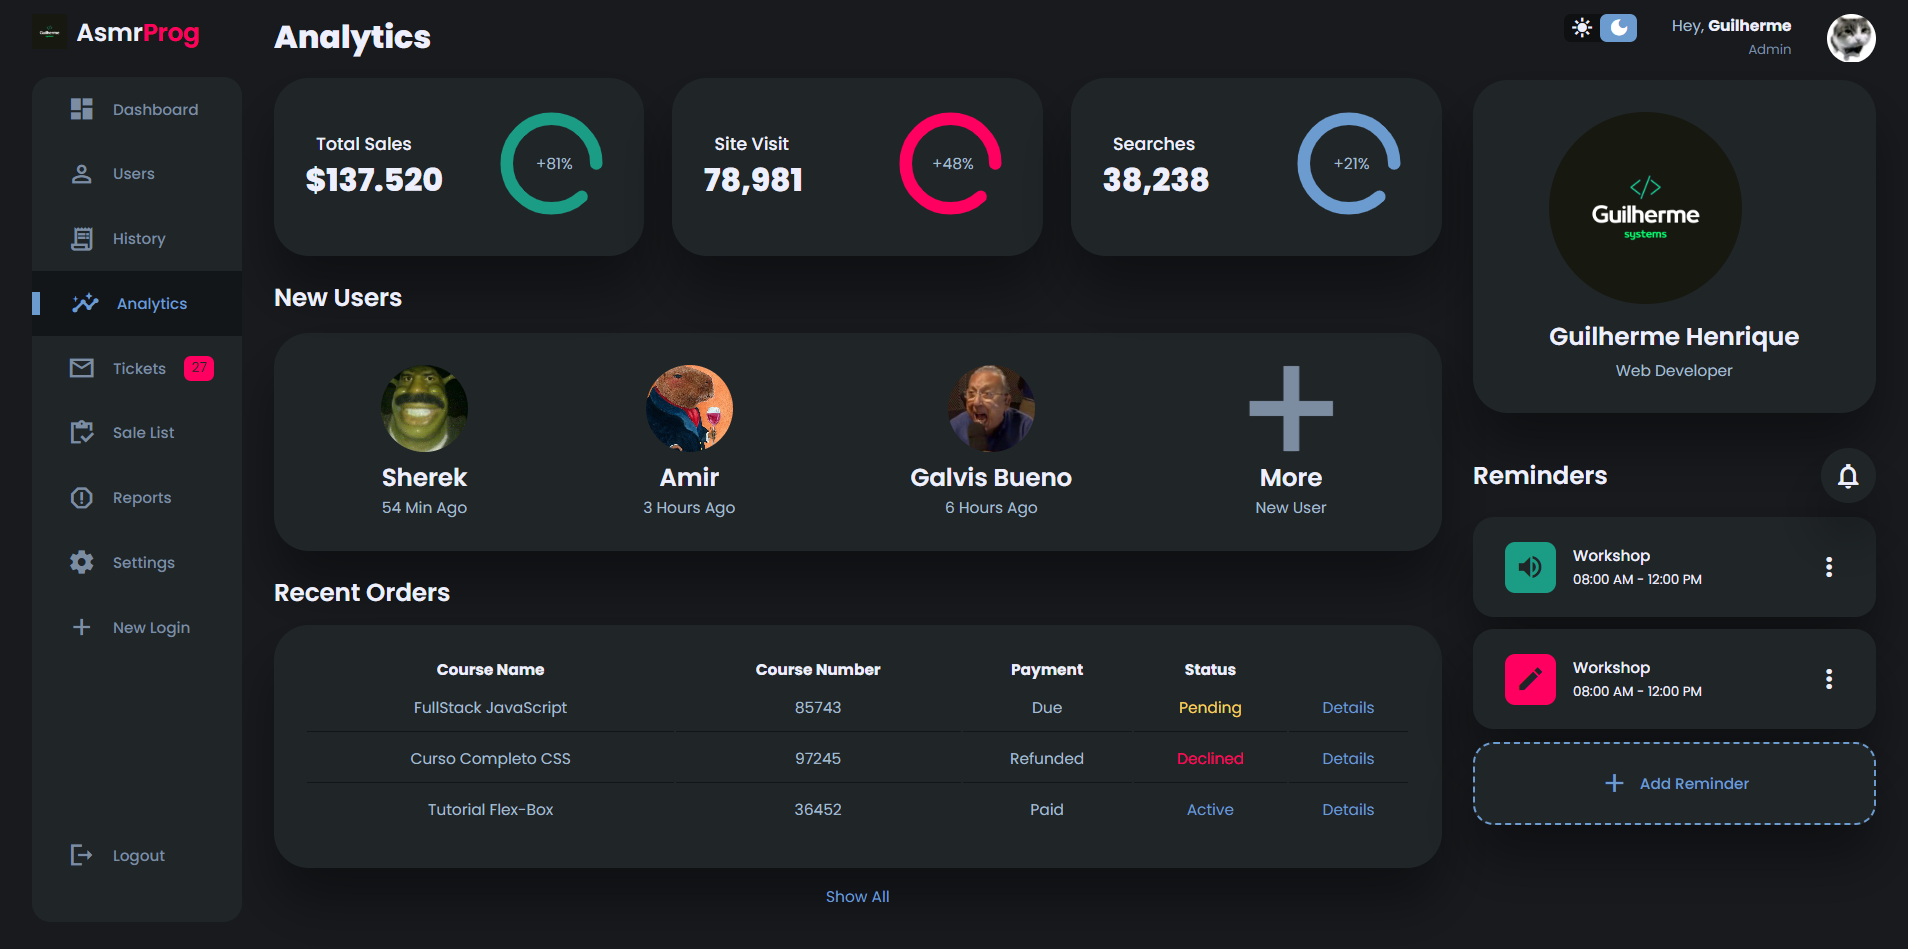 AsmrProg
Dashboard
Users
History
Analytics
Tickets 27
Sale List
Reports
Settings
New Login
Logout
Analytics
Total Sales
$137.520
+81%
Site Visit
78,981
+48%
Searches
38,238
+21%
New Users
Sherek
54 Min Ago
Amir
3 Hours Ago
Galvis Bueno
6 Hours Ago
More
New User
Recent Orders
Course Name Course Number Payment Status
FullStack JavaScript 85743 Due Pending Details
Curso Completo CSS 97245 Refunded Declined Details
Tutorial Flex-Box 36452 Paid Active Details
Show All
Hey, Guilherme
Admin
</>
Guilherme
systems
Guilherme Henrique
Web Developer
Reminders
Workshop
08:00 AM - 12:00 PM
Workshop
08:00 AM - 12:00 PM
Add Reminder